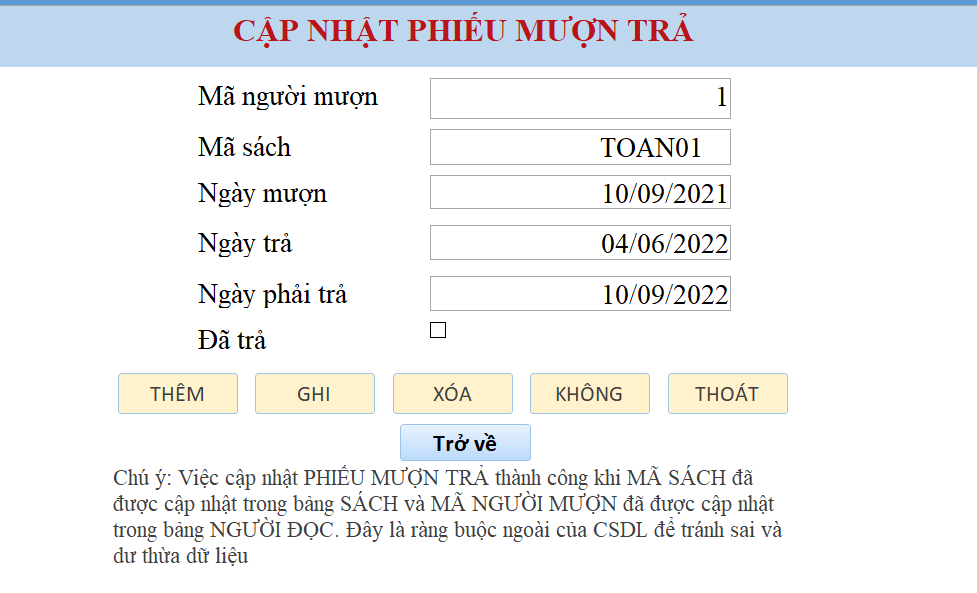 CẬP NHẬT PHIẾU MƯỢN TRẢ
Mã người mượn 1
Mã sách TOAN01
Ngày mượn 10/09/2021
Ngày trả 04/06/2022
Ngày phải trả 10/09/2022
Đã trả
THÊM GHI XÓA KHÔNG THOÁT
Trở về
Chú ý: Việc cập nhật PHIẾU MƯỢN TRẢ thành công khi MÃ SÁCH đã
được cập nhật trong bảng SÁCH và MÃ NGƯỜI MƯỢN đã được cập nhật
trong bảng NGƯỜI ĐỌC. Đây là ràng buộc ngoài của CSDL để tránh sai và
dư thừa dữ liệu